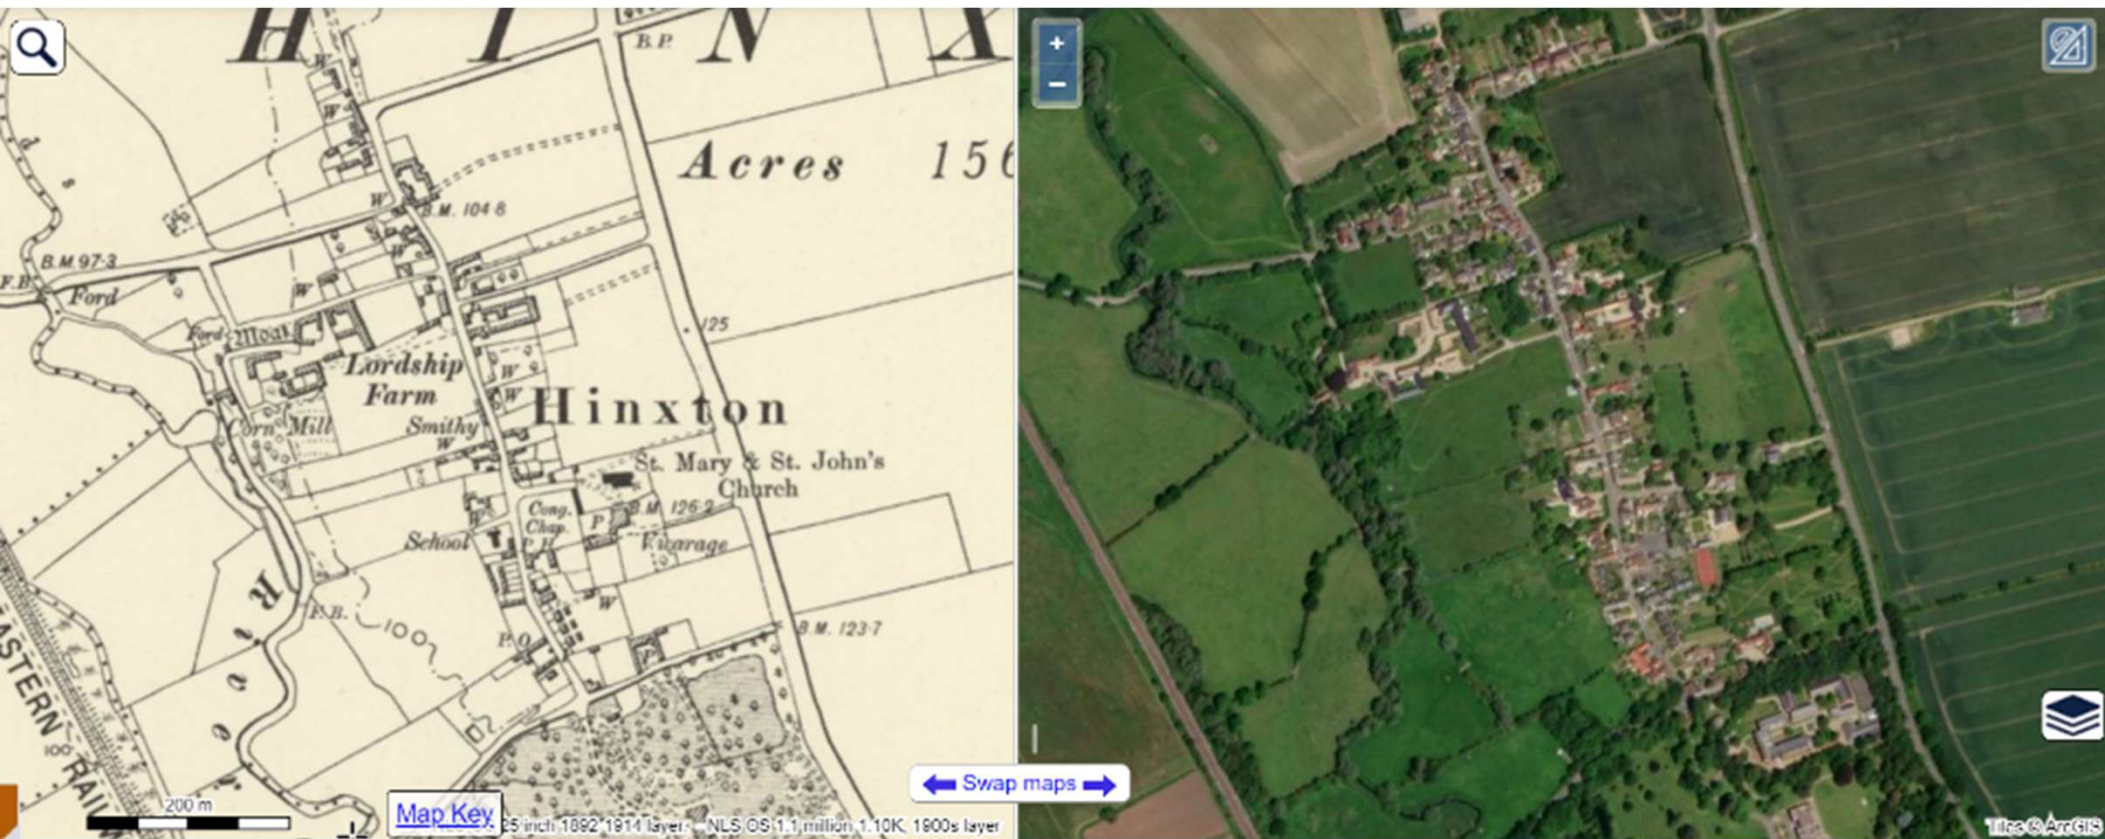 H I N X
B.P.
W
W
Acres 156
W
B.M. 104·8
W
B.M. 97·3
F.B.
Ford
W
Ford
Moat
125
Lordship
Farm
W
W
Hinxton
Corn Mill
Smithy
W
St. Mary & St. John's
Church
Cong.
Chap.
B.M. 126·2
P
W
School
P.H.
Vicarage
R
i
v
e
r
F.B.
100
W
P.O.
B.M. 123·7
100
EASTERN RAILW
200 m
Map Key
25 inch 1892-1914 layer. NLS OS 1:1 million-1:10K, 1900s layer
Swap maps
+
−
Tiles © ArcGIS